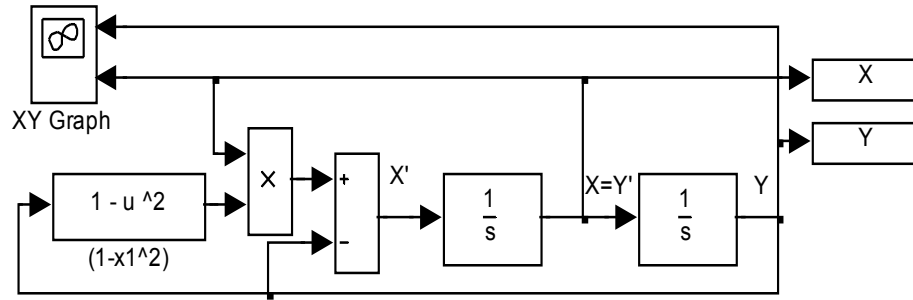 XY Graph
X
Y
1 - u ^2
(1-x1^2)
×
+
−
X'
1
s
X=Y'
1
s
Y